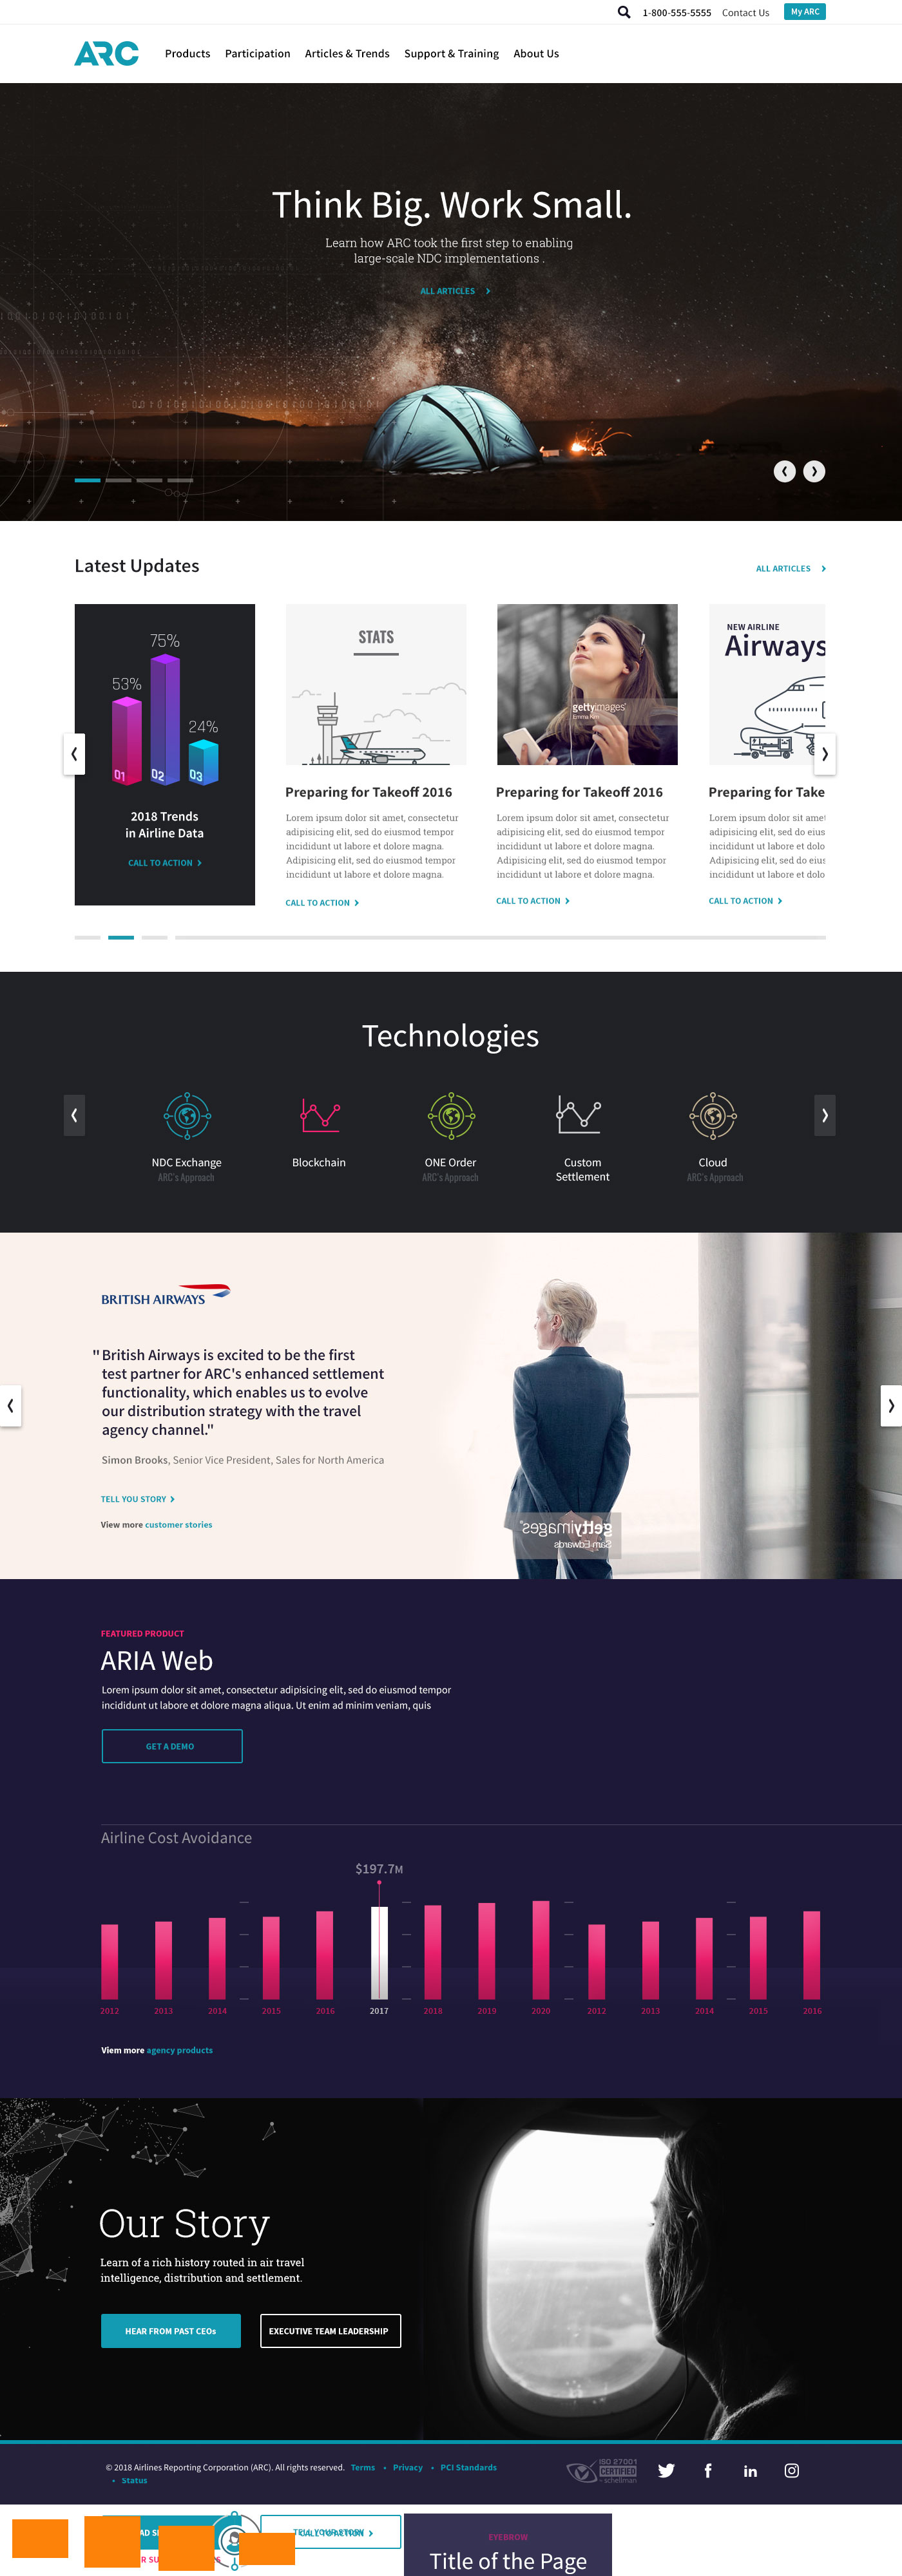 1-800-555-5555 Contact Us My ARC
ARC Products Participation Articles & Trends Support & Training About Us
Think Big. Work Small.
Learn how ARC took the first step to enabling
large-scale NDC implementations .
ALL ARTICLES
Latest Updates
ALL ARTICLES
75%
53%
24%
01 02 03
2018 Trends
in Airline Data
CALL TO ACTION
STATS
Preparing for Takeoff 2016
Lorem ipsum dolor sit amet, consectetur
adipisicing elit, sed do eiusmod tempor
incididunt ut labore et dolore magna.
Adipisicing elit, sed do eiusmod tempor
incididunt ut labore et dolore magna.
CALL TO ACTION
gettyimages
Emma Kim
Preparing for Takeoff 2016
Lorem ipsum dolor sit amet, consectetur
adipisicing elit, sed do eiusmod tempor
incididunt ut labore et dolore magna.
Adipisicing elit, sed do eiusmod tempor
incididunt ut labore et dolore magna.
CALL TO ACTION
NEW AIRLINE
Airways
Preparing for Take
Lorem ipsum dolor sit amet
adipisicing elit, sed do eius
incididunt ut labore et dolo
Adipisicing elit, sed do eius
incididunt ut labore et dolo
CALL TO ACTION
Technologies
NDC Exchange
ARC's Approach
Blockchain
ONE Order
ARC's Approach
Custom
Settlement
Cloud
ARC's Approach
BRITISH AIRWAYS
"British Airways is excited to be the first
test partner for ARC's enhanced settlement
functionality, which enables us to evolve
our distribution strategy with the travel
agency channel."
Simon Brooks, Senior Vice President, Sales for North America
TELL YOU STORY
View more customer stories
gettyimages
Sam Edwards
FEATURED PRODUCT
ARIA Web
Lorem ipsum dolor sit amet, consectetur adipisicing elit, sed do eiusmod tempor
incididunt ut labore et dolore magna aliqua. Ut enim ad minim veniam, quis
GET A DEMO
Airline Cost Avoidance
$197.7M
2012 2013 2014 2015 2016 2017 2018 2019 2020 2012 2013 2014 2015 2016
Viem more agency products
Our Story
Learn of a rich history routed in air travel
intelligence, distribution and settlement.
HEAR FROM PAST CEOs EXECUTIVE TEAM LEADERSHIP
© 2018 Airlines Reporting Corporation (ARC). All rights reserved. Terms • Privacy • PCI Standards
• Status
ISO 27001
CERTIFIED
schellman
TELL YOUR STORY
CALL TO ACTION
EYEBROW
Title of the Page